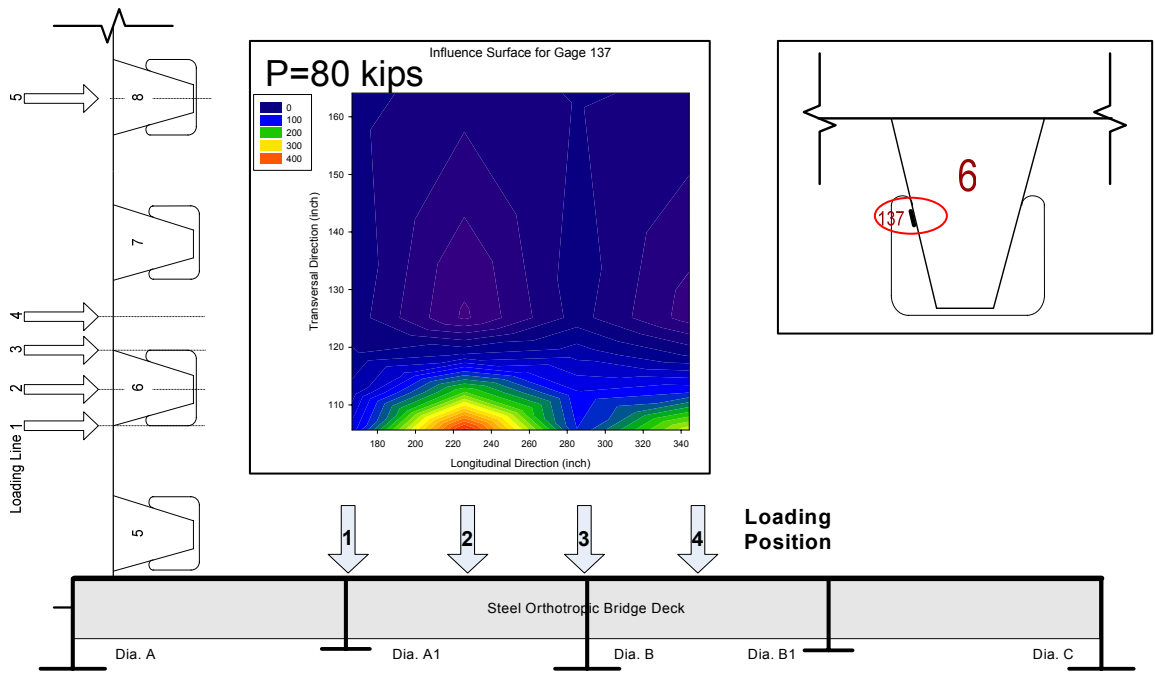 Influence Surface for Gage 137
P=80 kips
0
100
200
300
400
160
150
140
130
120
110
Transversal Direction (inch)
180 200 220 240 260 280 300 320 340
Longitudinal Direction (inch)
5
4
3
2
Loading Line 1
8
7
6
5
6
137
1 2 3 4
Loading
Position
Steel Orthotropic Bridge Deck
Dia. A Dia. A1 Dia. B Dia. B1 Dia. C